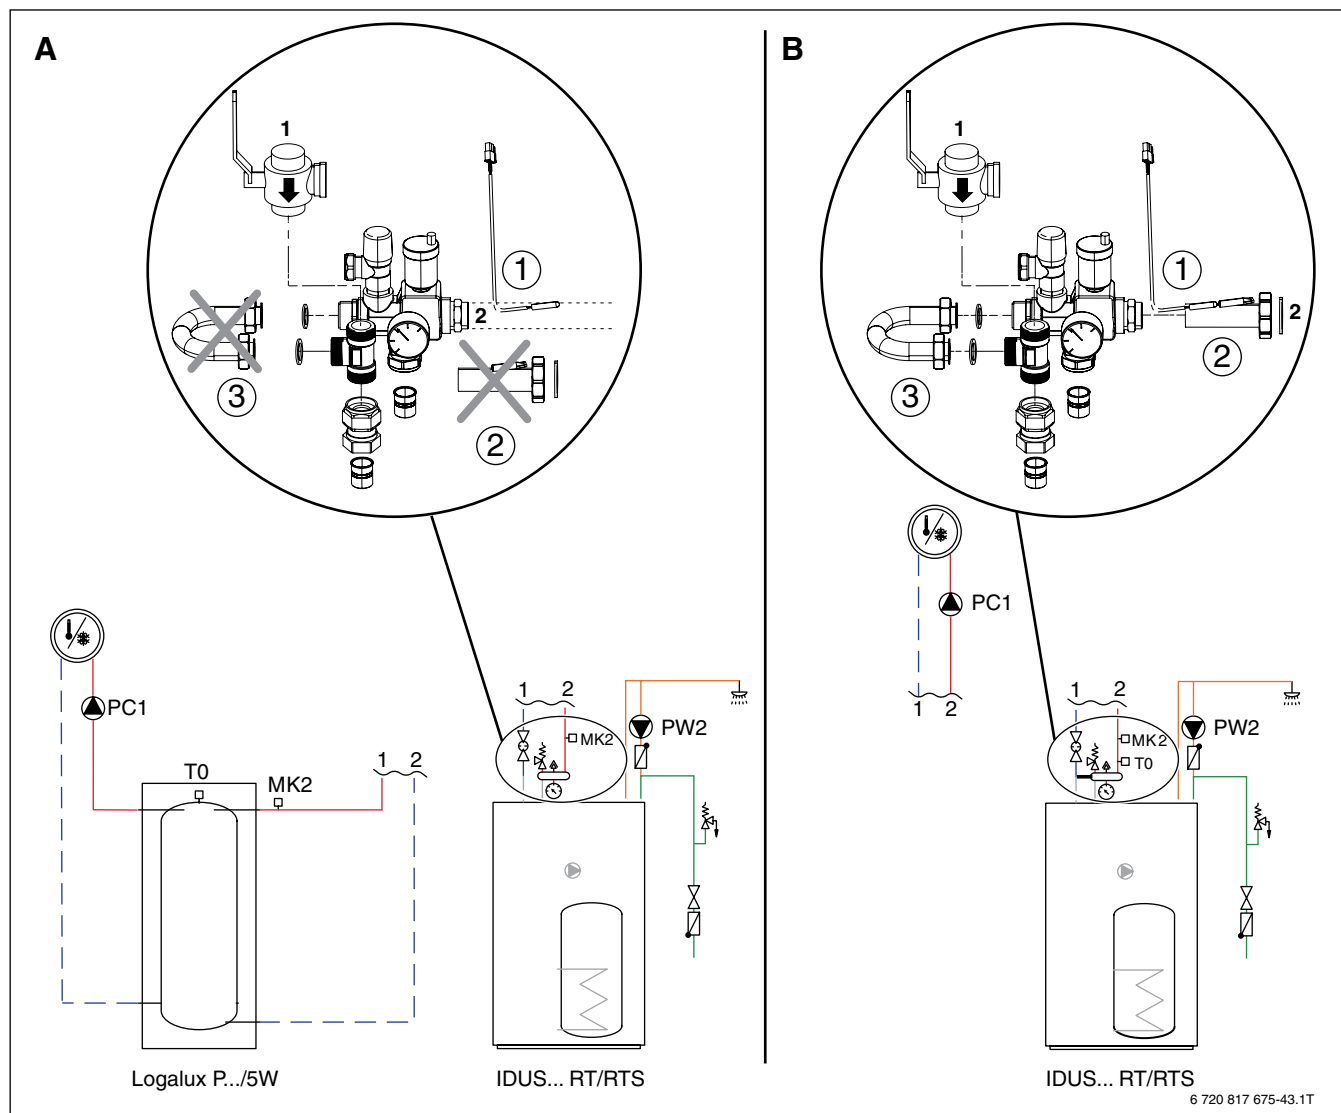 A
1
1
2
3
2
PC1
T0
MK2
1 2
1 2
MK2
PW2
Logalux P.../5W
IDUS... RT/RTS
B
1
1
2
3
2
PC1
1 2
1 2
MK2
T0
PW2
IDUS... RT/RTS
6 720 817 675-43.1T